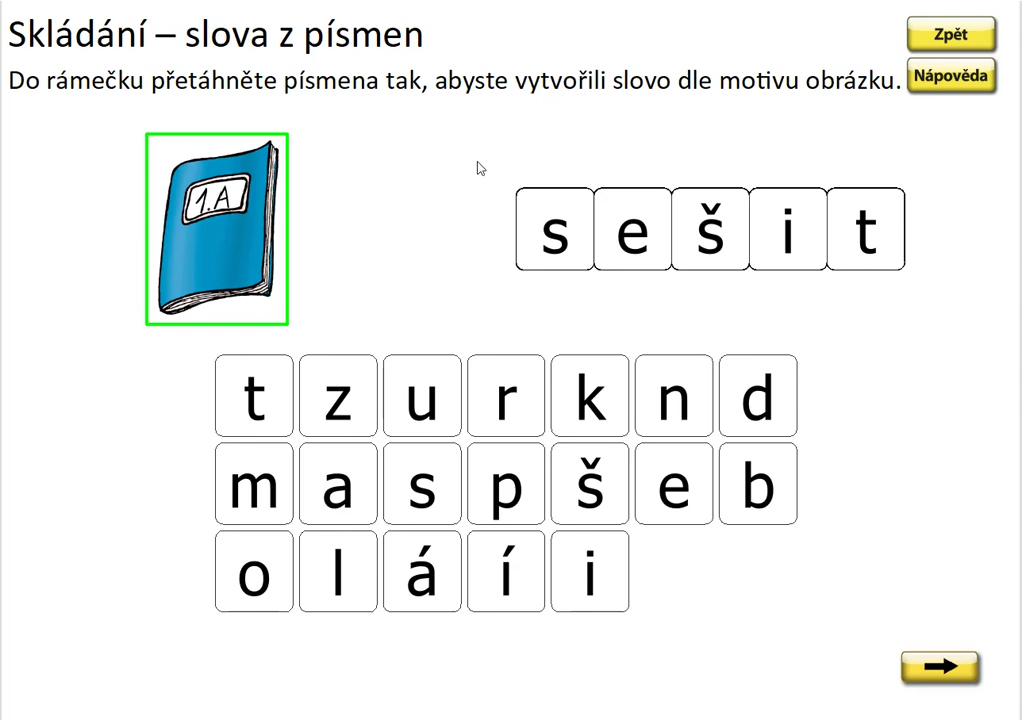 Skládání – slova z písmen
Zpět
Do rámečku přetáhněte písmena tak, abyste vytvořili slovo dle motivu obrázku.
Nápověda
1.A
s e š i t
t z u r k n d
m a s p š e b
o l á í i